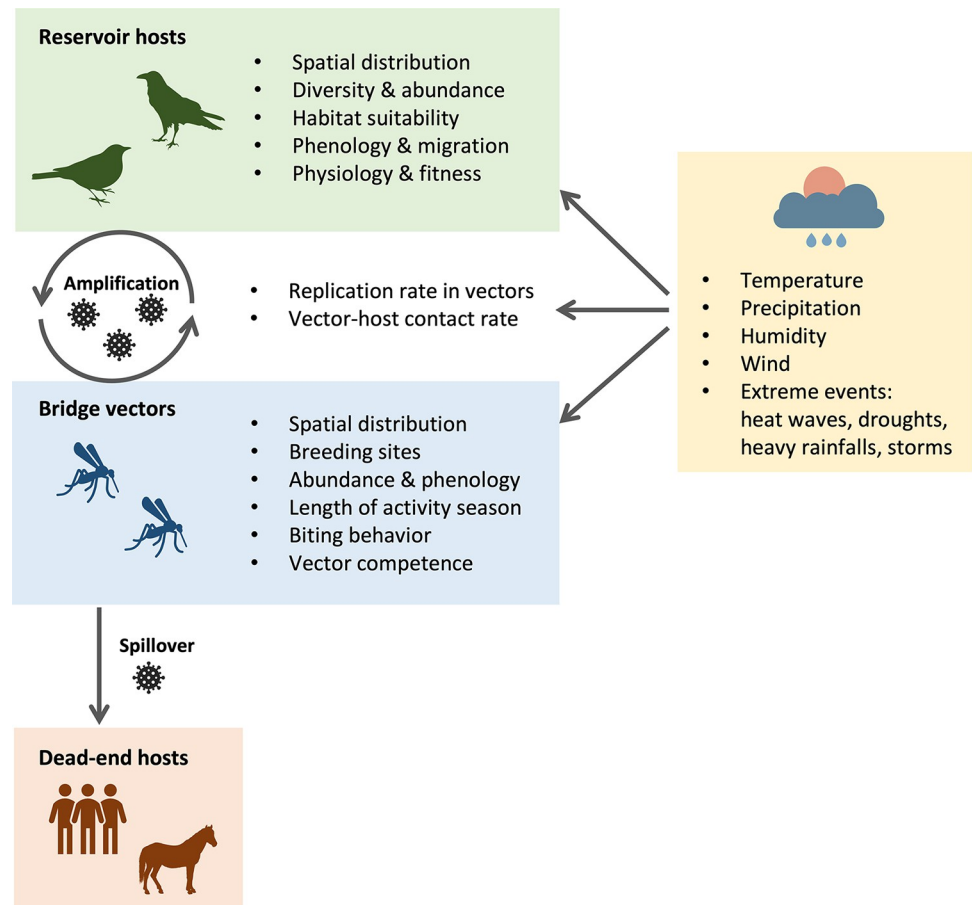 Reservoir hosts
• Spatial distribution
• Diversity & abundance
• Habitat suitability
• Phenology & migration
• Physiology & fitness
Amplification
• Replication rate in vectors
• Vector-host contact rate
• Temperature
• Precipitation
• Humidity
• Wind
• Extreme events:
heat waves, droughts,
heavy rainfalls, storms
Bridge vectors
• Spatial distribution
• Breeding sites
• Abundance & phenology
• Length of activity season
• Biting behavior
• Vector competence
Spillover
Dead-end hosts